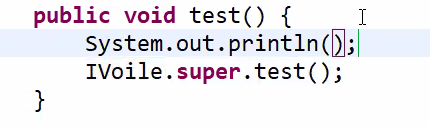 public void test() {
System.out.println();
IVoile.super.test();
}